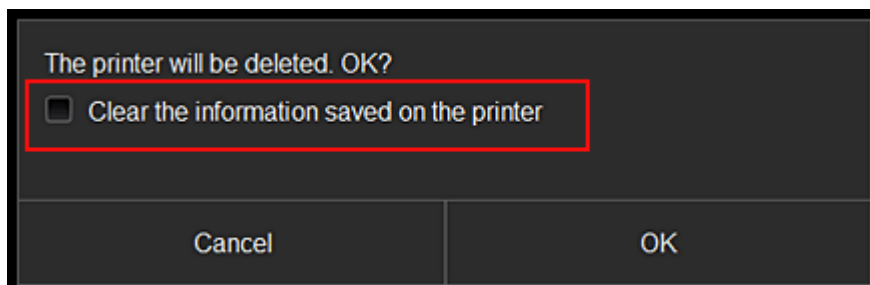 The printer will be deleted. OK?
Clear the information saved on the printer
Cancel
OK